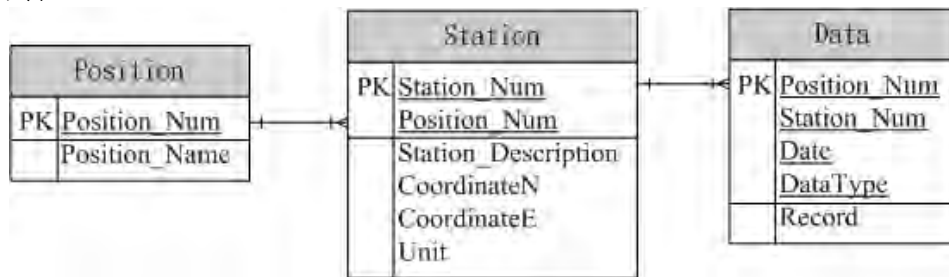 Position
PK Position_Num
Position_Name
Station
PK Station_Num
Position_Num
Station_Description
CoordinateN
CoordinateE
Unit
Data
PK Position_Num
Station_Num
Date
DataType
Record